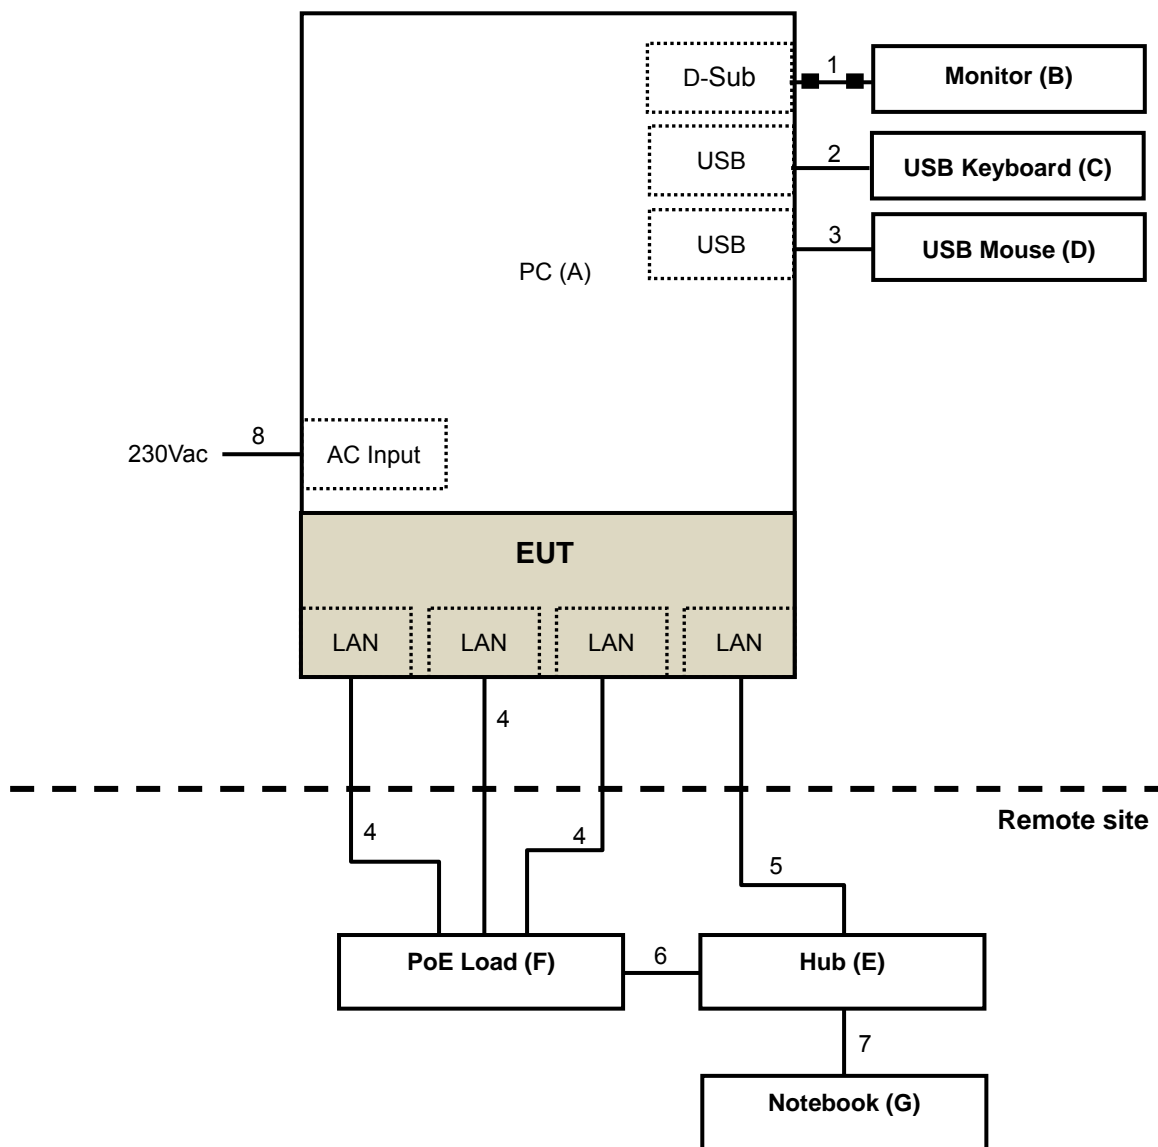 D-Sub
1
Monitor (B)
USB
2
USB Keyboard (C)
USB
3
USB Mouse (D)
PC (A)
8
230Vac
AC Input
EUT
LAN
LAN
LAN
LAN
4
Remote site
4
4
5
PoE Load (F)
6
Hub (E)
7
Notebook (G)